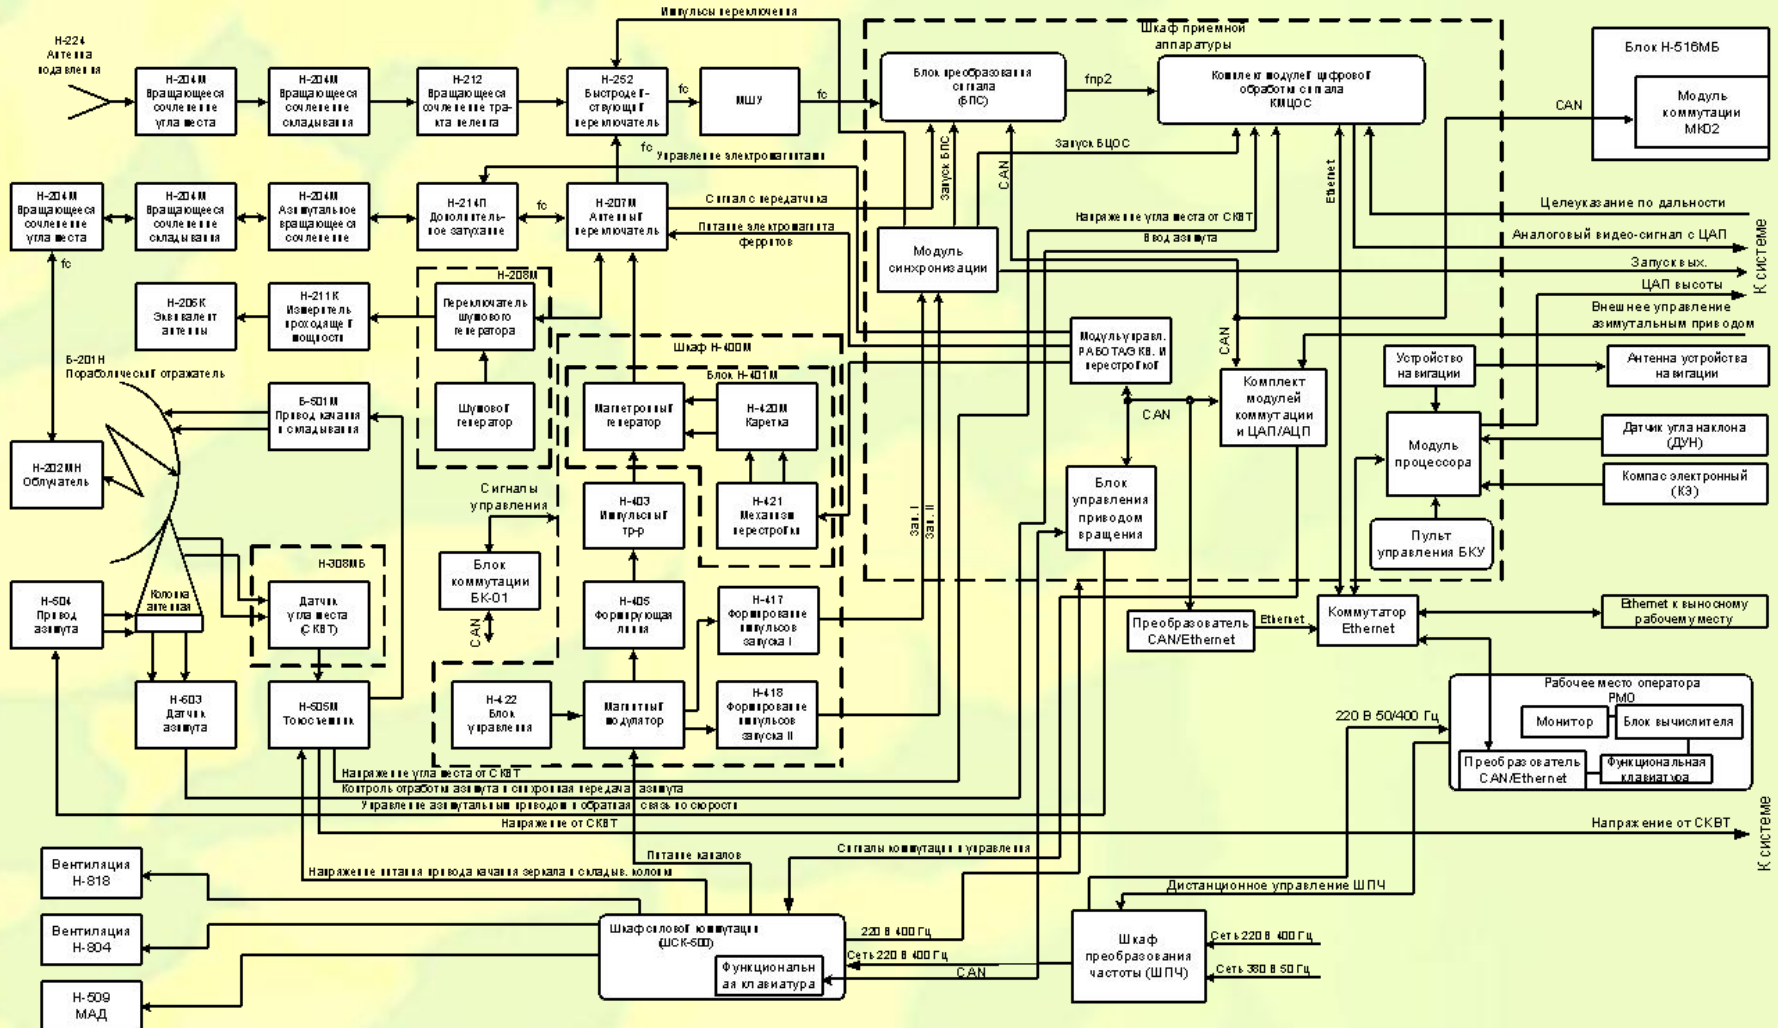 Импульсы переключения
Н-224
Антенна
подавления
Н-204М
Вращающееся
сочленение
угла места
Н-204М
Вращающееся
сочленение
складывания
Н-212
Вращающееся
сочленение тра-
кта пеленга
Н-252
Быстродей-
ствующий
переключатель
fc
МШУ
fc
Шкаф приемной
аппаратуры
Блок преобразования
сигнала
(БПС)
fпр2
Комплект модулей цифровой
обработки сигнала
КМЦОС
Блок Н-516МБ
CAN
Модуль
коммутации
МК02
fc
Управление электромагнитами
Запуск БПС
CAN
Запуск БЦОС
Ethernet
Н-204М
Вращающееся
сочленение
угла места
Н-204М
Вращающееся
сочленение
складывания
Н-204М
Азимутальное
вращающееся
сочленение
Н-214П
Дополнитель-
ное затухание
fc
Н-207М
Антенный
переключатель
Сигнал с передатчика
Питание электромагнита
ферритов
Напряжение угла места от СКВТ
Ввод азимута
Целеуказание по дальности
Аналоговый видео-сигнал с ЦАП
Запуск вых.
ЦАП высоты
Внешнее управление
азимутальным приводом
К системе
fc
Модуль
синхронизации
Н-206К
Эквивалент
антенны
Н-211К
Измеритель
проходящей
мощности
Н-208М
Переключатель
шумового
генератора
Шумовой
генератор
Б-201Н
Пораболический отражатель
Б-501М
Привод качания
и складывания
Н-202МН
Облучатель
Шкаф Н-400М
Блок Н-401М
Магнетронный
генератор
Н-420М
Каретка
Н-403
Импульсный
тр-р
Н-421
Механизм
перестройки
Модуль управл.
РАБОТА/ЭКВ. И
перестройкой
CAN
CAN
Комплект
модулей
коммутации
и ЦАП/АЦП
Устройство
навигации
Антенна устройства
навигации
Модуль
процессора
Датчик угла наклона
(ДУН)
Компас электронный
(КЭ)
Пульт
управления БКУ
Блок
управления
приводом
вращения
Зап. I
Зап. II
Сигналы
управления
Блок
коммутации
БК-01
CAN
Н-308МБ
Датчик
угла места
(СКВТ)
Колонка
антенная
Н-504
Привод
азимута
Н-503
Датчик
азимута
Н-505М
Токосъемник
Н-405
Формирующая
линия
Н-417
Формирование
импульсов
запуска I
Н-422
Блок
управления
Магнитный
модулятор
Н-418
Формирование
импульсов
запуска II
Преобразователь
CAN/Ethernet
Ethernet
Коммутатор
Ethernet
Ethernet к выносному
рабочему месту
Рабочее место оператора
РМО
Монитор
Блок вычислителя
Преобразователь
CAN/Ethernet
Функциональная
клавиатура
220 В 50/400 Гц
Напряжение угла места от СКВТ
Контроль отработки азимута и синхронная передача азимута
Управление азимутальным приводом и обратная связь по скорости
Напряжение от СКВТ
Напряжение от СКВТ
К системе
Питание каналов
Сигналы коммутации и управления
Напряжение питания привода качания зеркала и складыв. колонки
Дистанционное управление ШПЧ
Вентиляция
Н-818
Вентиляция
Н-804
Н-509
МАД
Шкаф силовой коммутации
(ШСК-500)
Функциональн
ая клавиатура
220 В 400 Гц
Сеть 220 В 400 Гц
CAN
Шкаф
преобразования
частоты (ШПЧ)
Сеть 220 В 400 Гц
Сеть 380 В 50 Гц